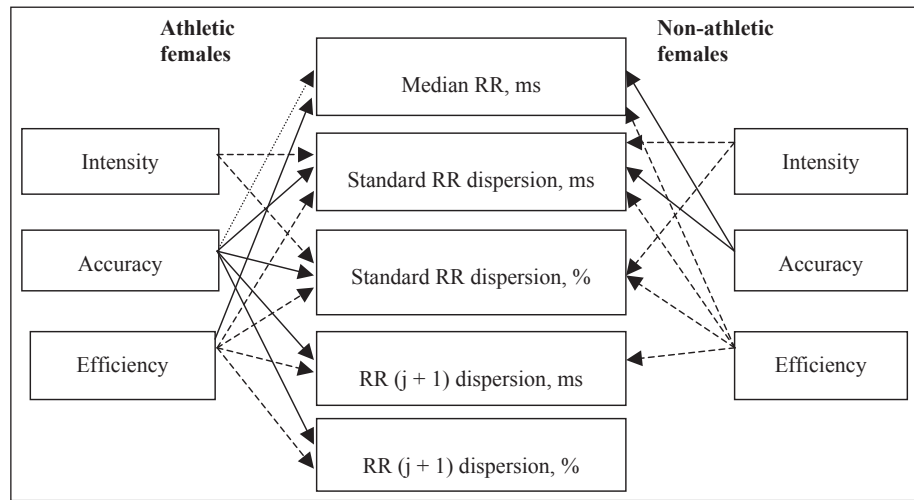 Athletic
females
Non-athletic
females
Median RR, ms
Intensity
Standard RR dispersion, ms
Intensity
Accuracy
Standard RR dispersion, %
Accuracy
Efficiency
RR (j + 1) dispersion, ms
Efficiency
RR (j + 1) dispersion, %